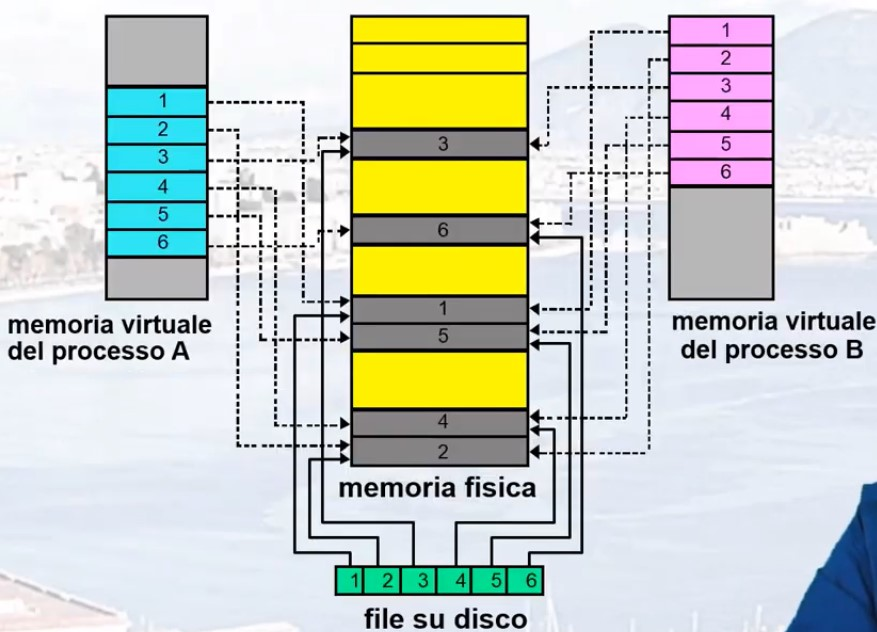 1
2
3
4
5
6
memoria virtuale
del processo A
3
6
1
5
4
2
memoria fisica
1
2
3
4
5
6
memoria virtuale
del processo B
1 2 3 4 5 6
file su disco